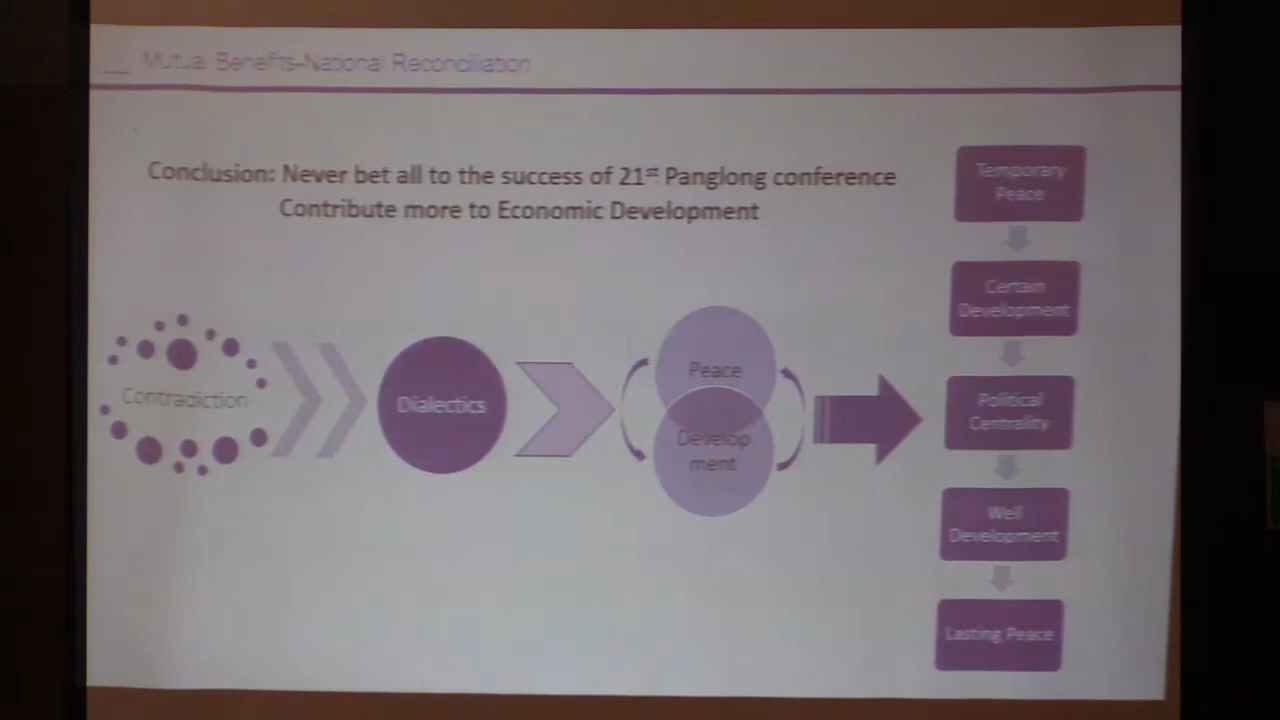 Mutual Benefits-National Reconciliation
Conclusion: Never bet all to the success of 21st Panglong conference
Contribute more to Economic Development
Contradiction
Dialectics
Peace
Develop
ment
Temporary
Peace
Certain
Development
Political
Centrality
Well
Development
Lasting Peace